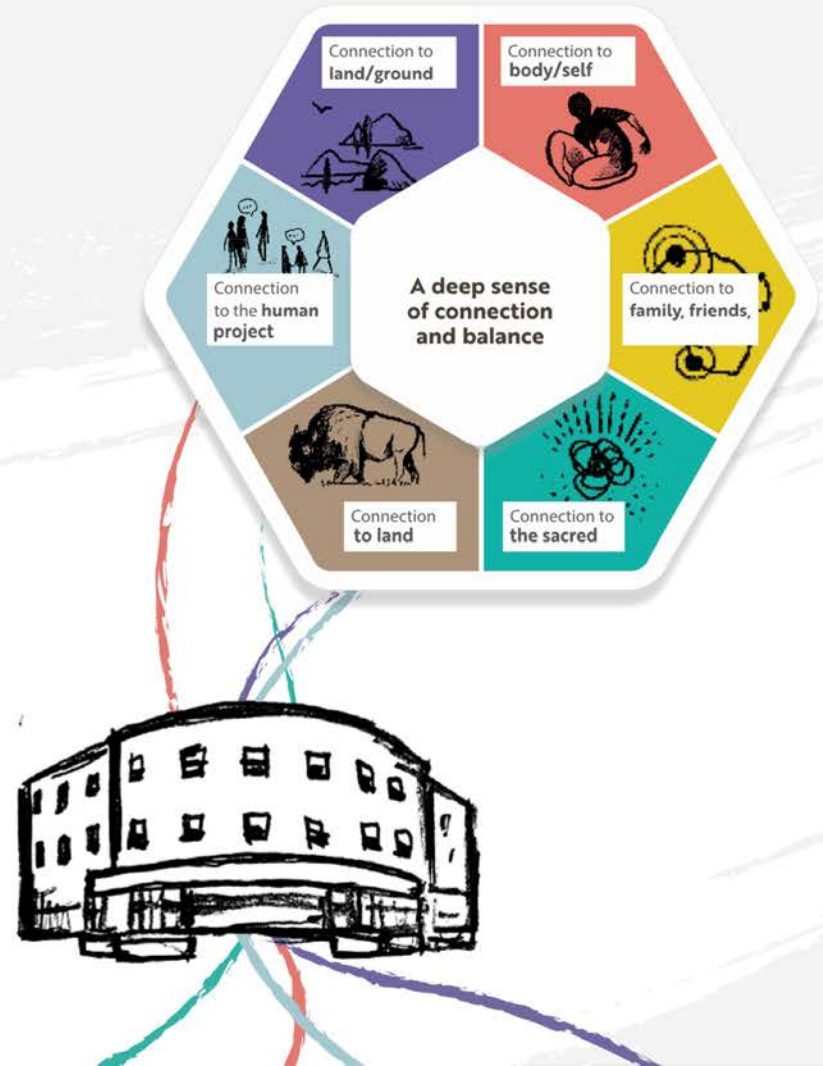 Connection to
land/ground
Connection to
body/self
Connection
to the human
project
A deep sense
of connection
and balance
Connection to
family, friends,
Connection
to land
Connection to
the sacred